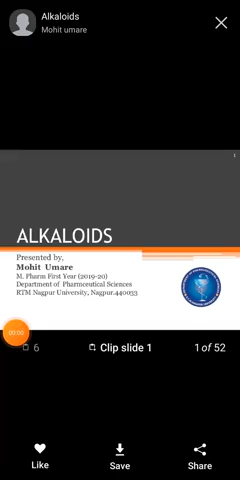 Alkaloids
Mohit umare
1
ALKALOIDS
Presented by,
Mohit Umare
M. Pharm First Year (2019-20)
Department of Pharmaceutical Sciences
RTM Nagpur University, Nagpur.440033
00:00
6
Clip slide 1
1 of 52
Like
Save
Share